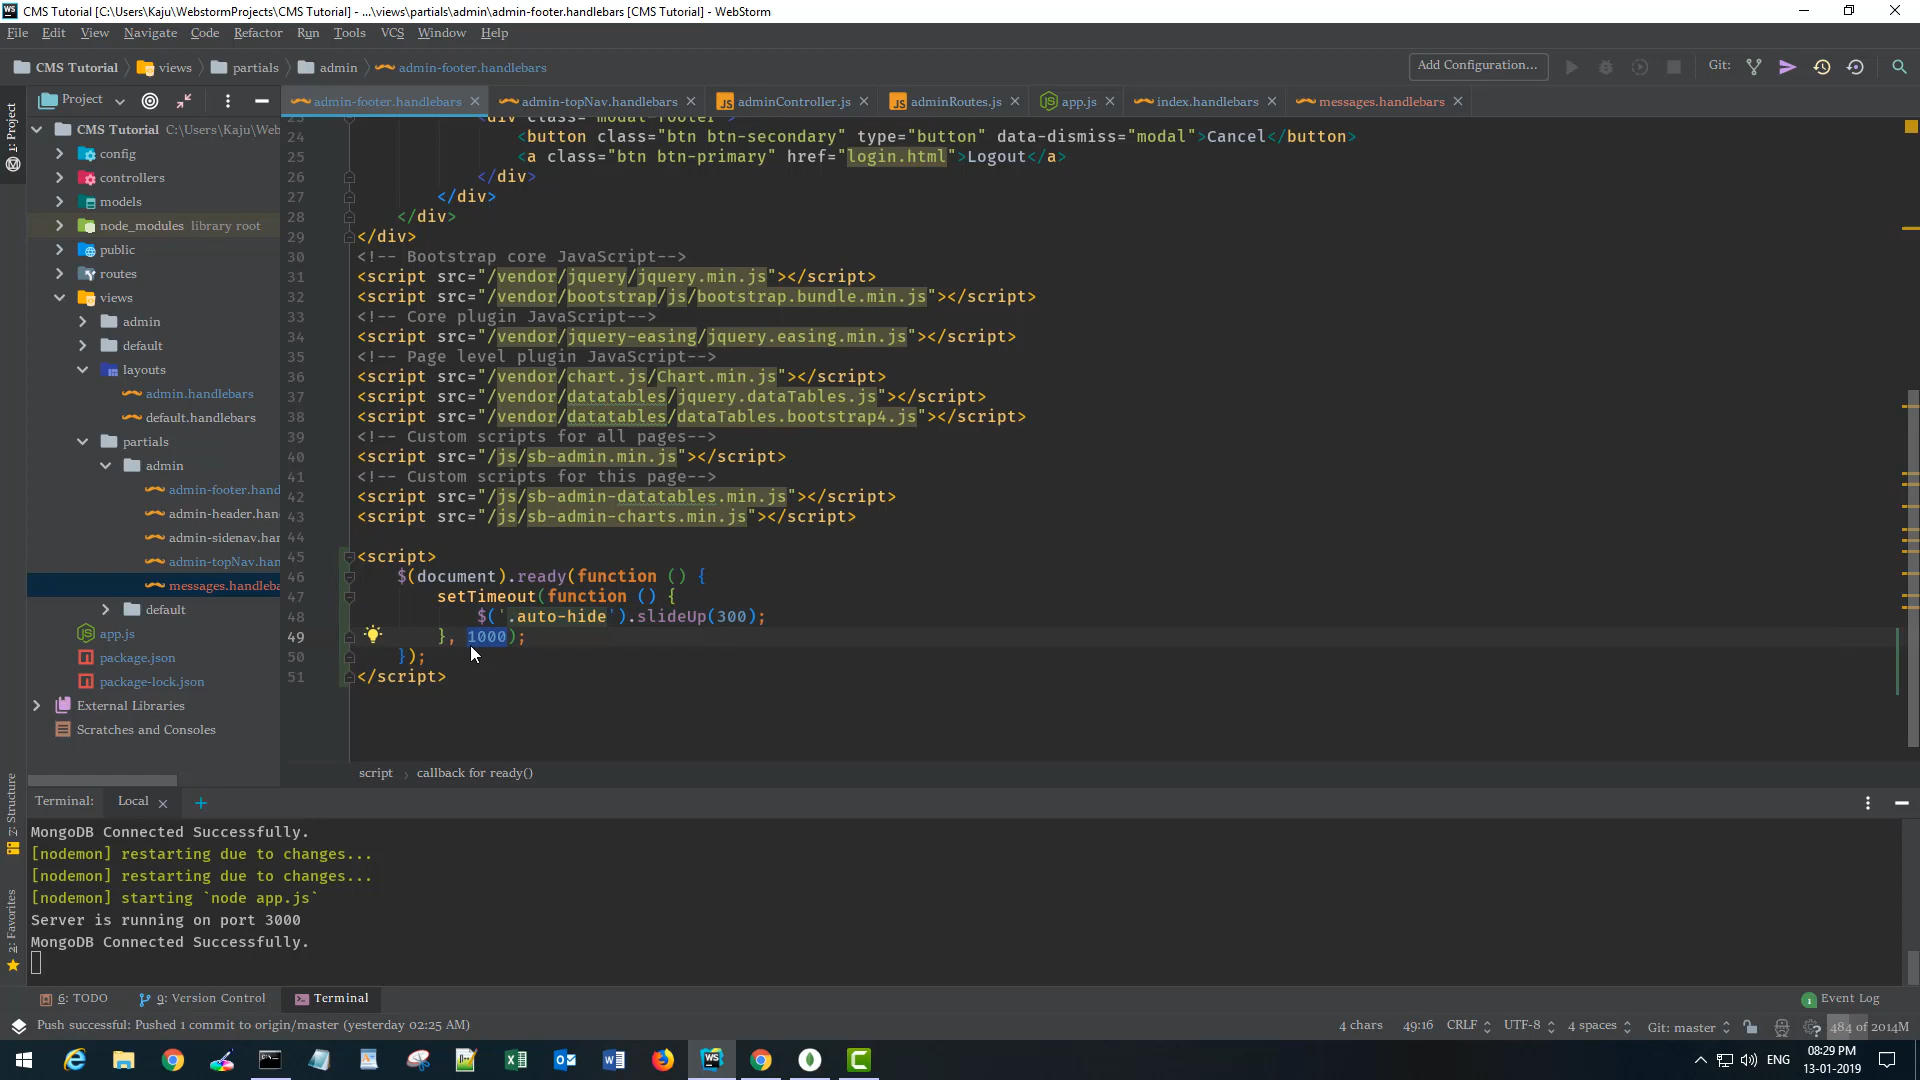 CMS Tutorial [C:\Users\Kaju\WebstormProjects\CMS Tutorial] - ...\views\partials\admin\admin-footer.handlebars [CMS Tutorial] - WebStorm
File Edit View Navigate Code Refactor Run Tools VCS Window Help
CMS Tutorial views partials admin admin-footer.handlebars Add Configuration... Git:
Project admin-footer.handlebars admin-topNav.handlebars adminController.js adminRoutes.js app.js index.handlebars messages.handlebars
1: Project
CMS Tutorial C:\Users\Kaju\Web
config
controllers
models
node_modules library root
public
routes
views
admin
default
layouts
admin.handlebars
default.handlebars
partials
admin
admin-footer.hand
admin-header.han
admin-sidenav.han
admin-topNav.han
messages.handleba
default
app.js
package.json
package-lock.json
External Libraries
Scratches and Consoles
23 <div class="modal-footer">
24 <button class="btn btn-secondary" type="button" data-dismiss="modal">Cancel</button>
25 <a class="btn btn-primary" href="login.html">Logout</a>
26 </div>
27 </div>
28 </div>
29 </div>
30 <!-- Bootstrap core JavaScript-->
31 <script src="/vendor/jquery/jquery.min.js"></script>
32 <script src="/vendor/bootstrap/js/bootstrap.bundle.min.js"></script>
33 <!-- Core plugin JavaScript-->
34 <script src="/vendor/jquery-easing/jquery.easing.min.js"></script>
35 <!-- Page level plugin JavaScript-->
36 <script src="/vendor/chart.js/Chart.min.js"></script>
37 <script src="/vendor/datatables/jquery.dataTables.js"></script>
38 <script src="/vendor/datatables/dataTables.bootstrap4.js"></script>
39 <!-- Custom scripts for all pages-->
40 <script src="/js/sb-admin.min.js"></script>
41 <!-- Custom scripts for this page-->
42 <script src="/js/sb-admin-datatables.min.js"></script>
43 <script src="/js/sb-admin-charts.min.js"></script>
44
45 <script>
46 $(document).ready(function () {
47 setTimeout(function () {
48 $('.auto-hide').slideUp(300);
49 }, 1000);
50 });
51 </script>
script callback for ready()
Z: Structure
2: Favorites
Terminal: Local
MongoDB Connected Successfully.
[nodemon] restarting due to changes...
[nodemon] restarting due to changes...
[nodemon] starting `node app.js`
Server is running on port 3000
MongoDB Connected Successfully.
6: TODO 9: Version Control Terminal 1 Event Log
Push successful: Pushed 1 commit to origin/master (yesterday 02:25 AM) 4 chars 49:16 CRLF UTF-8 4 spaces Git: master 484 of 2014M
ENG 08:29 PM
13-01-2019